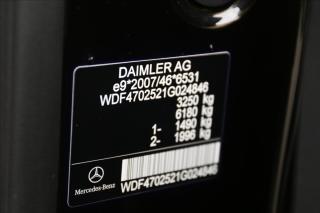 DAIMLER AG
e9*2007/46*6531
WDF4702521G024846
3250 kg
6180 kg
1- 1490 kg
2- 1996 kg
Mercedes-Benz
WDF4702521G024846